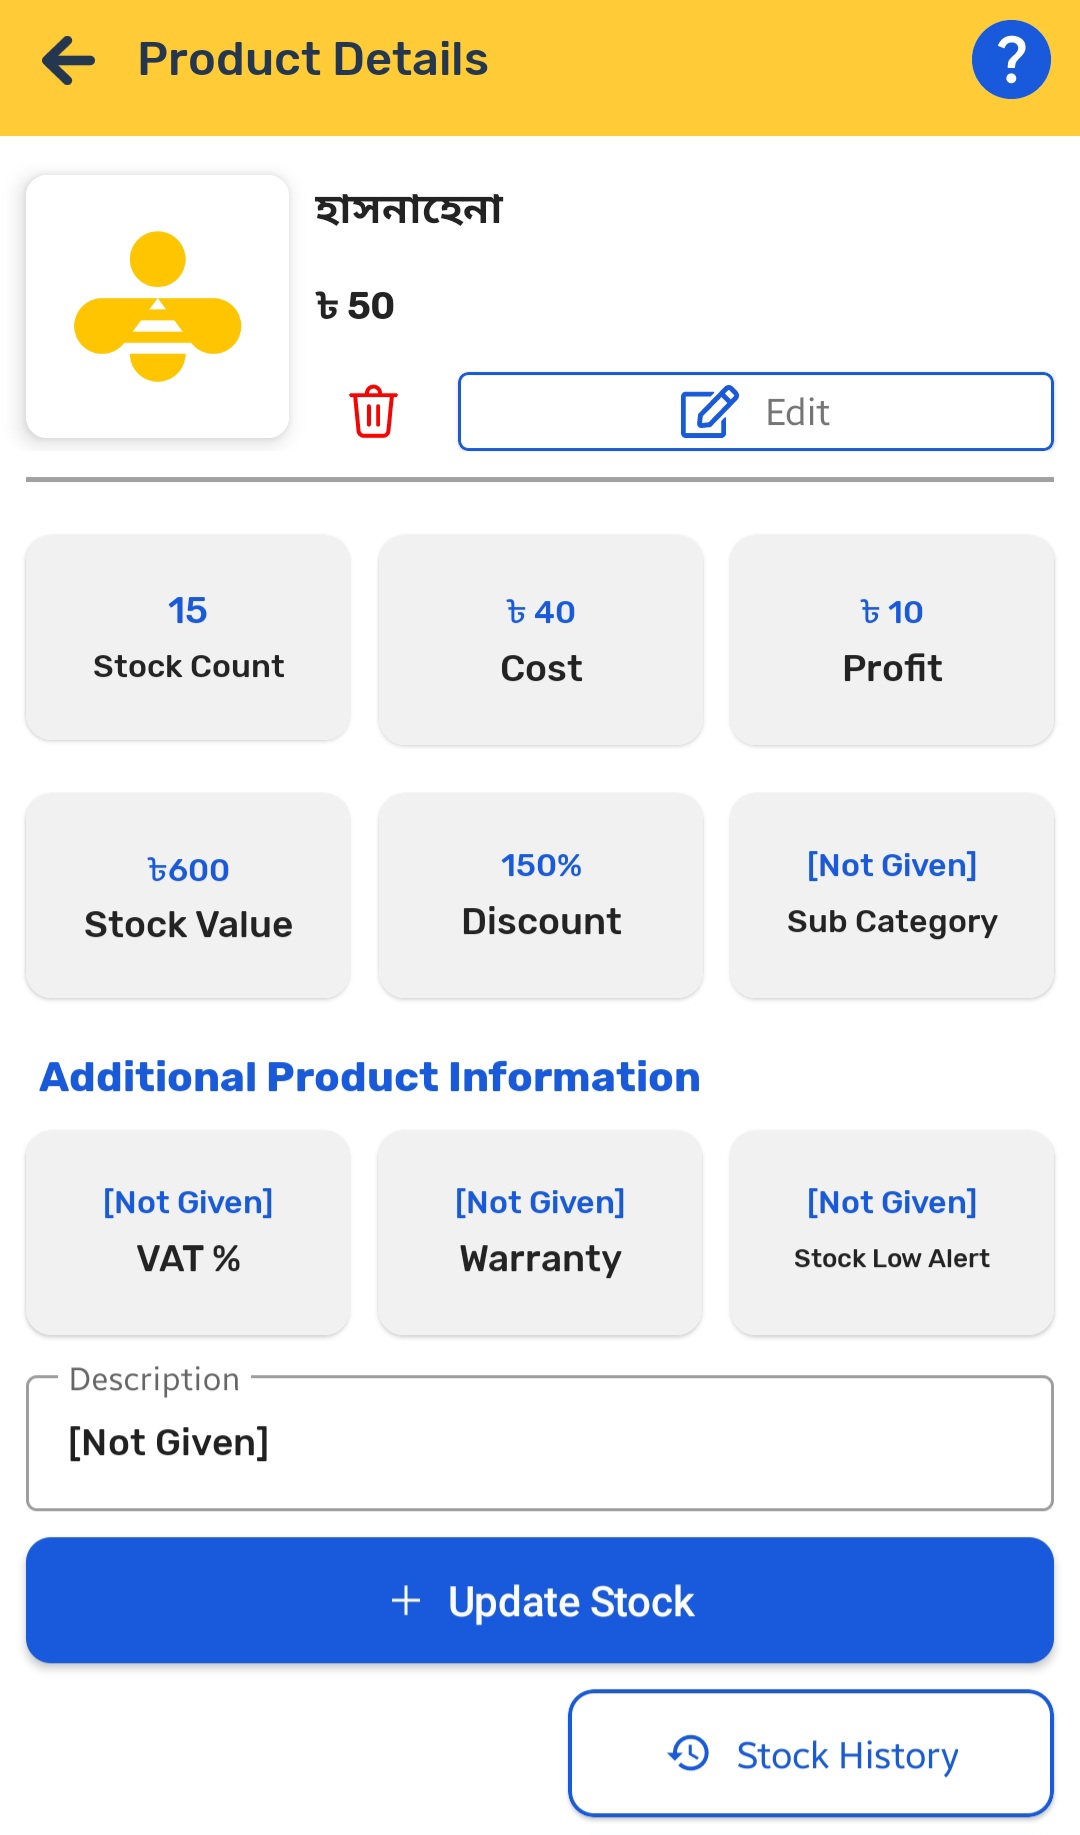 Product Details
?
হাসনাহেনা
৳ 50
Edit
15
Stock Count
৳ 40
Cost
৳ 10
Profit
৳600
Stock Value
150%
Discount
[Not Given]
Sub Category
Additional Product Information
[Not Given]
VAT %
[Not Given]
Warranty
[Not Given]
Stock Low Alert
Description
[Not Given]
+ Update Stock
Stock History